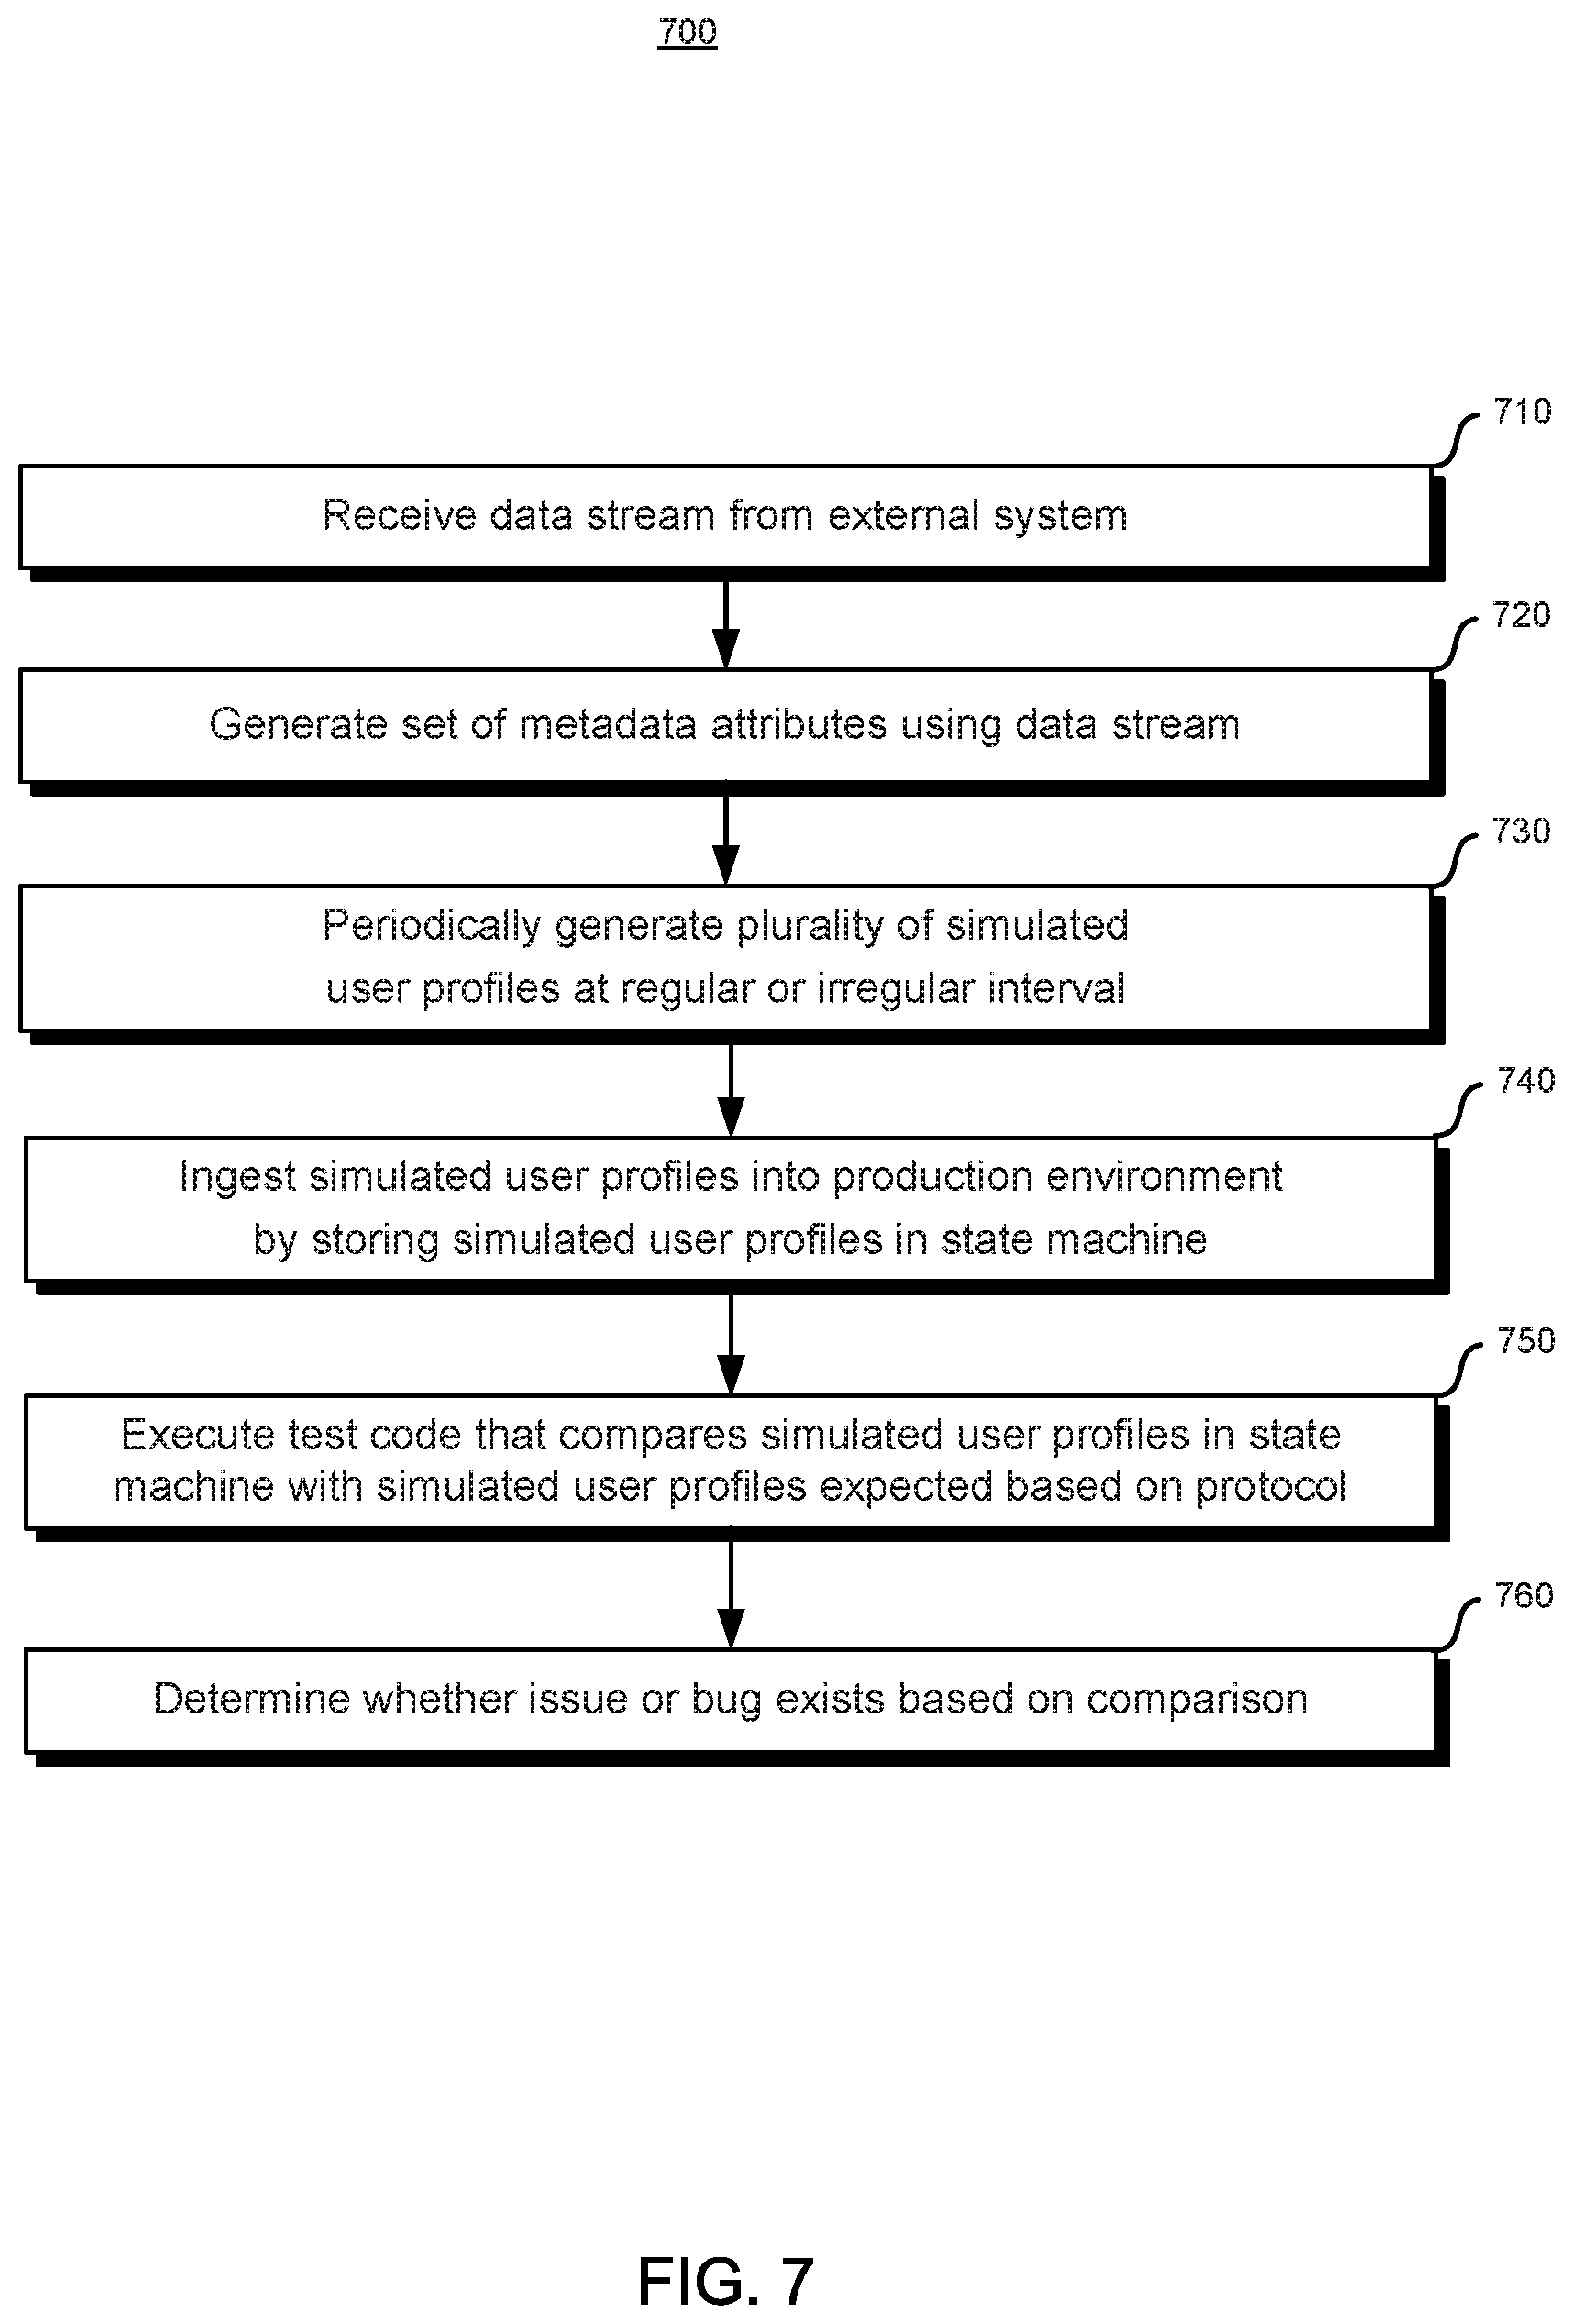 700
710
Receive data stream from external system
720
Generate set of metadata attributes using data stream
730
Periodically generate plurality of simulated
user profiles at regular or irregular interval
740
Ingest simulated user profiles into production environment
by storing simulated user profiles in state machine
750
Execute test code that compares simulated user profiles in state
machine with simulated user profiles expected based on protocol
760
Determine whether issue or bug exists based on comparison
FIG. 7